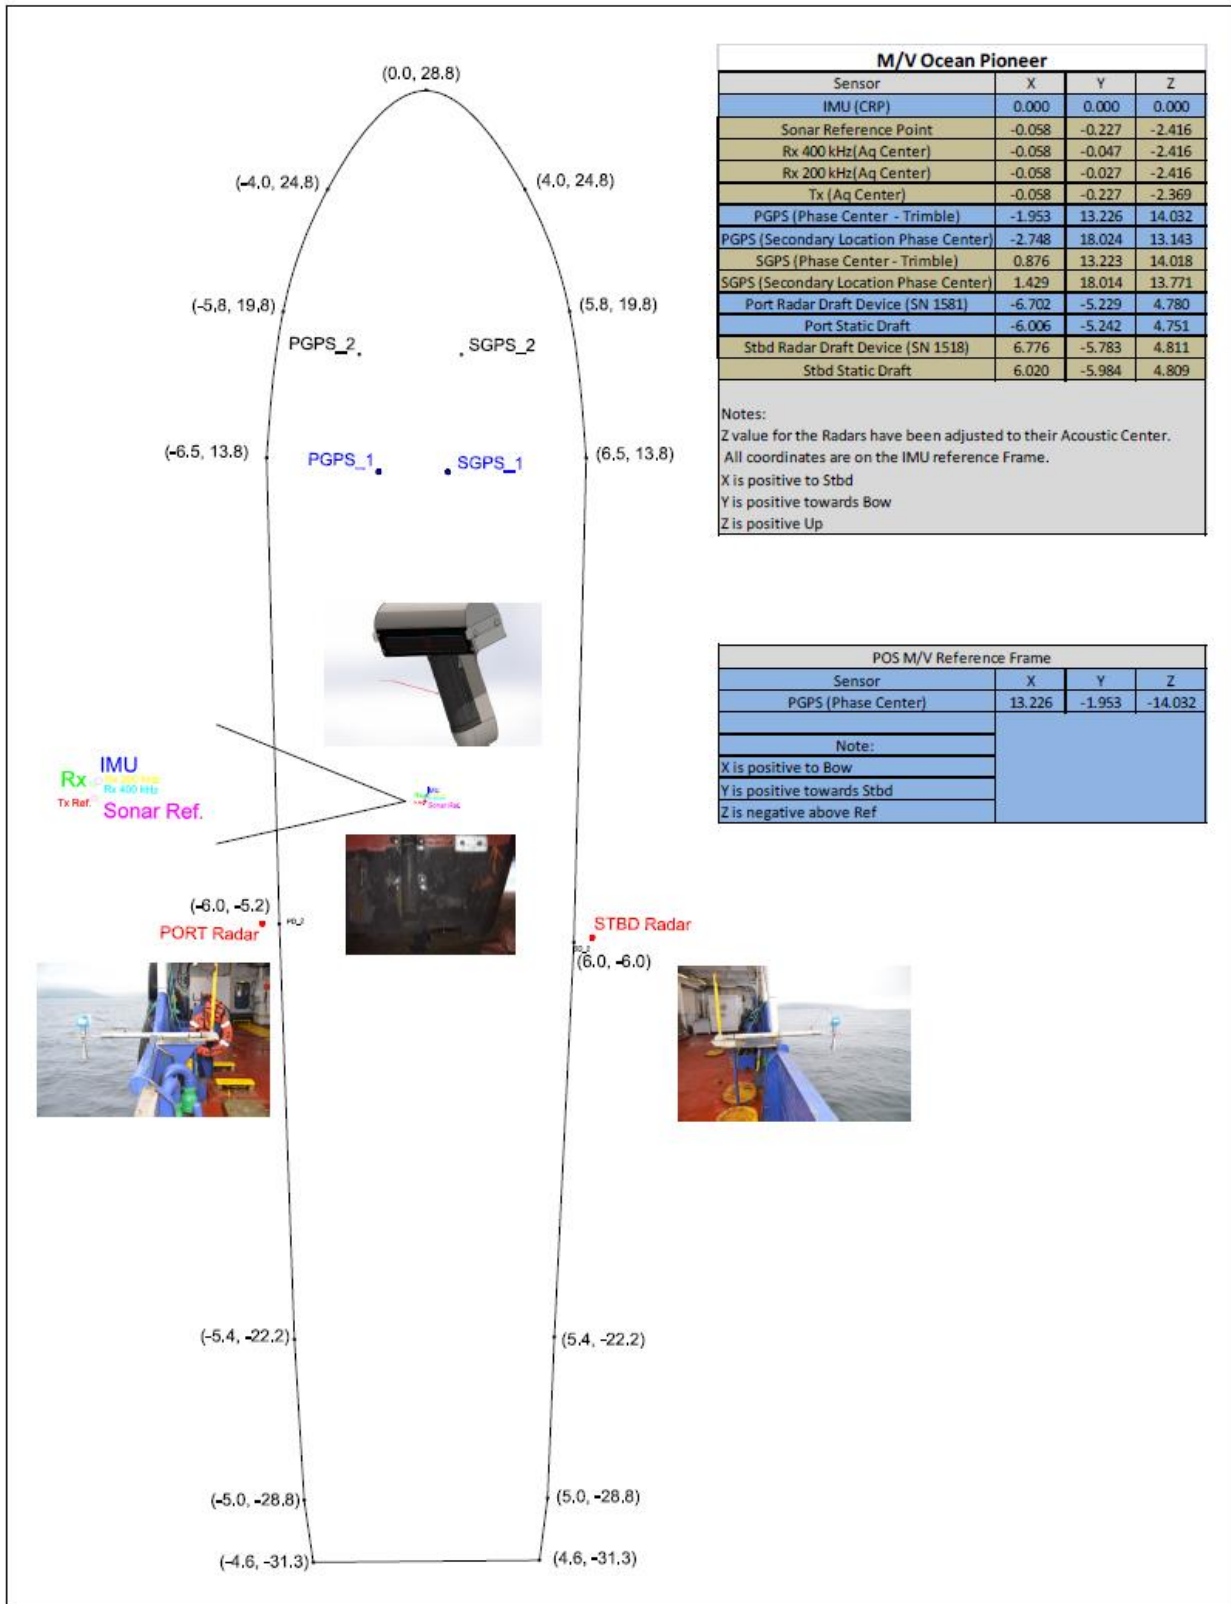 (0.0, 28.8)
(-4.0, 24.8)
(4.0, 24.8)
(-5.8, 19.8)
(5.8, 19.8)
PGPS_2
SGPS_2
(-6.5, 13.8)
PGPS_1
SGPS_1
(6.5, 13.8)
IMU
Rx
Rx 200 kHz
Rx 400 kHz
Tx Ref.
Sonar Ref.
IMU
Sonar Ref.
(-6.0, -5.2)
PD_2
PORT Radar
STBD Radar
(6.0, -6.0)
(-5.4, -22.2)
(5.4, -22.2)
(-5.0, -28.8)
(5.0, -28.8)
(-4.6, -31.3)
(4.6, -31.3)
M/V Ocean Pioneer
Sensor X Y Z
IMU (CRP) 0.000 0.000 0.000
Sonar Reference Point -0.058 -0.227 -2.416
Rx 400 kHz(Aq Center) -0.058 -0.047 -2.416
Rx 200 kHz(Aq Center) -0.058 -0.027 -2.416
Tx (Aq Center) -0.058 -0.227 -2.369
PGPS (Phase Center - Trimble) -1.953 13.226 14.032
PGPS (Secondary Location Phase Center) -2.748 18.024 13.143
SGPS (Phase Center - Trimble) 0.876 13.223 14.018
SGPS (Secondary Location Phase Center) 1.429 18.014 13.771
Port Radar Draft Device (SN 1581) -6.702 -5.229 4.780
Port Static Draft -6.006 -5.242 4.751
Stbd Radar Draft Device (SN 1518) 6.776 -5.783 4.811
Stbd Static Draft 6.020 -5.984 4.809
Notes:
Z value for the Radars have been adjusted to their Acoustic Center.
All coordinates are on the IMU reference Frame.
X is positive to Stbd
Y is positive towards Bow
Z is positive Up
POS M/V Reference Frame
Sensor X Y Z
PGPS (Phase Center) 13.226 -1.953 -14.032
Note:
X is positive to Bow
Y is positive towards Stbd
Z is negative above Ref